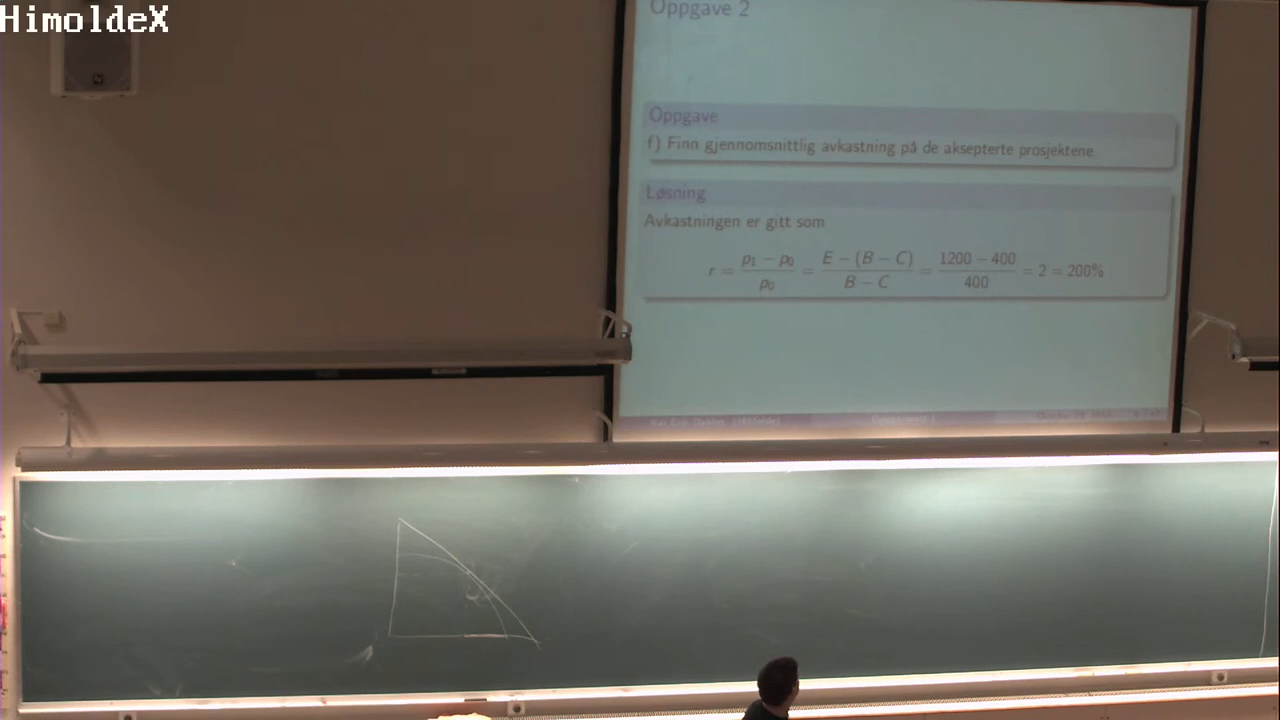 HimoldeX
Oppgave 2
Oppgave
f) Finn gjennomsnittlig avkastning på de aksepterte prosjektene
Løsning
Avkastningen er gitt som
r = p₁ − p₀ / p₀ = E − (B − C) / B − C = 1200 − 400 / 400 = 2 = 200%